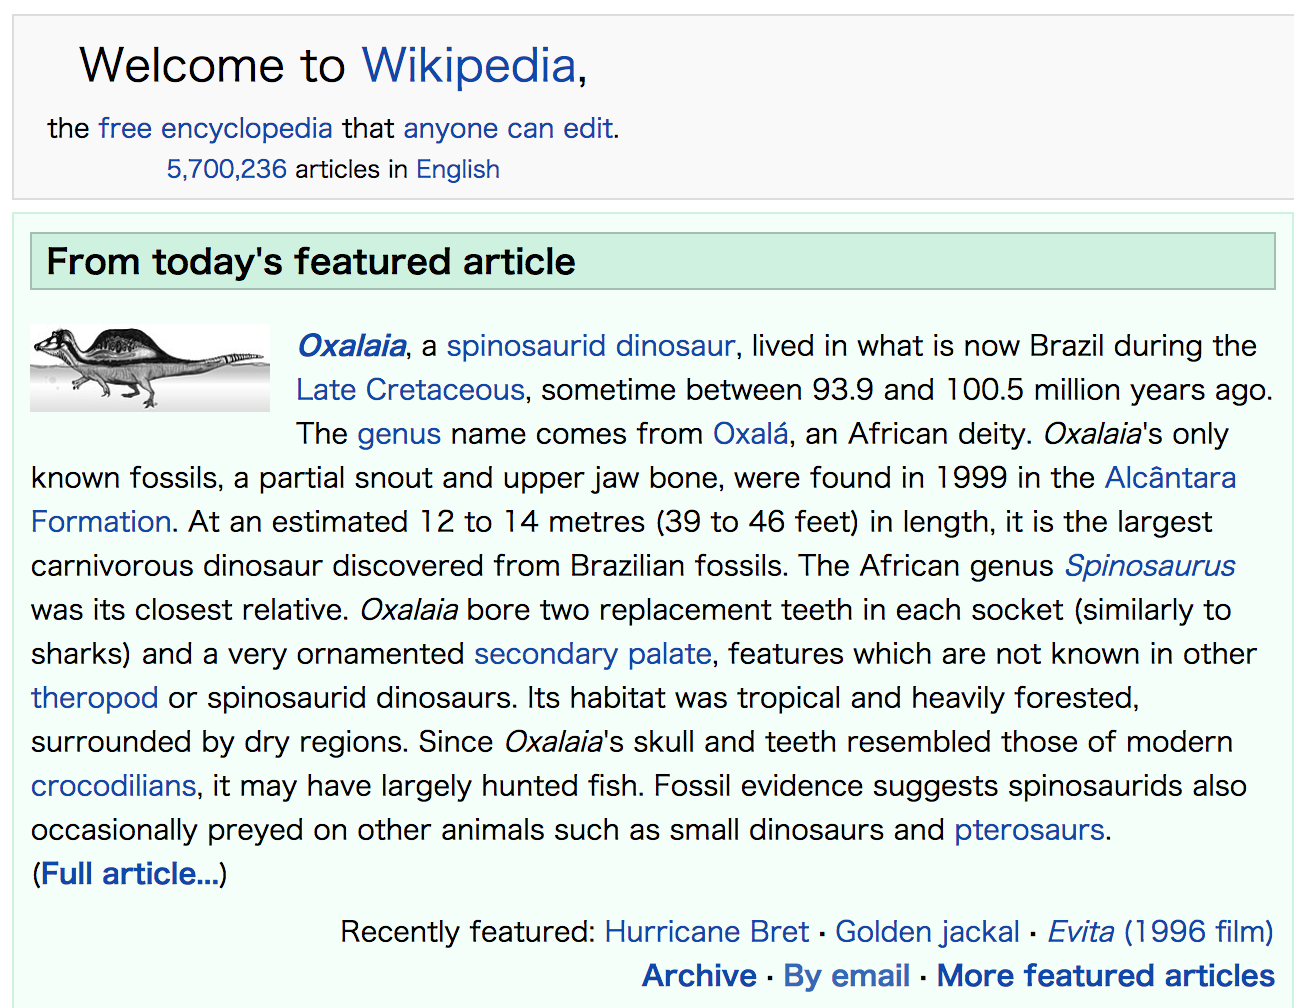 Welcome to Wikipedia,
the free encyclopedia that anyone can edit.
5,700,236 articles in English
From today's featured article
Oxalaia, a spinosaurid dinosaur, lived in what is now Brazil during the
Late Cretaceous, sometime between 93.9 and 100.5 million years ago.
The genus name comes from Oxalá, an African deity. Oxalaia's only
known fossils, a partial snout and upper jaw bone, were found in 1999 in the Alcântara
Formation. At an estimated 12 to 14 metres (39 to 46 feet) in length, it is the largest
carnivorous dinosaur discovered from Brazilian fossils. The African genus Spinosaurus
was its closest relative. Oxalaia bore two replacement teeth in each socket (similarly to
sharks) and a very ornamented secondary palate, features which are not known in other
theropod or spinosaurid dinosaurs. Its habitat was tropical and heavily forested,
surrounded by dry regions. Since Oxalaia's skull and teeth resembled those of modern
crocodilians, it may have largely hunted fish. Fossil evidence suggests spinosaurids also
occasionally preyed on other animals such as small dinosaurs and pterosaurs.
(Full article...)
Recently featured: Hurricane Bret · Golden jackal · Evita (1996 film)
Archive · By email · More featured articles